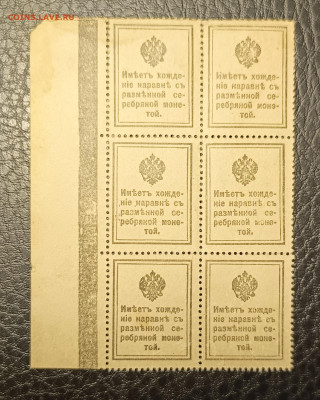 COINS.LAVE.RU
Имѣетъ хожде-
ніе наравнѣ съ
размѣнной се-
ребряной моне-
той.
Имѣетъ хожде-
ніе наравнѣ съ
размѣнной се-
ребряной моне-
той.
Имѣетъ хожде-
ніе наравнѣ съ
размѣнной се-
ребряной моне-
той.
Имѣетъ хожде-
ніе наравнѣ съ
размѣнной се-
ребряной моне-
той.
Имѣетъ хожде-
ніе наравнѣ съ
размѣнной се-
ребряной моне-
той.
Имѣетъ хожде-
ніе наравнѣ съ
размѣнной се-
ребряной моне-
той.